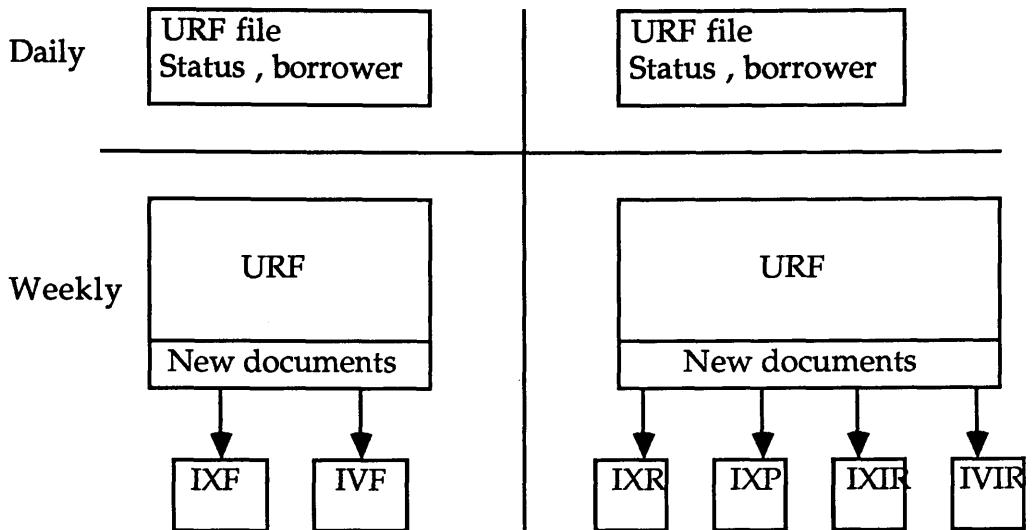 Daily
URF file
Status , borrower
URF file
Status , borrower
Weekly
URF
New documents
URF
New documents
IXF
IVF
IXR
IXP
IXIR
IVIR